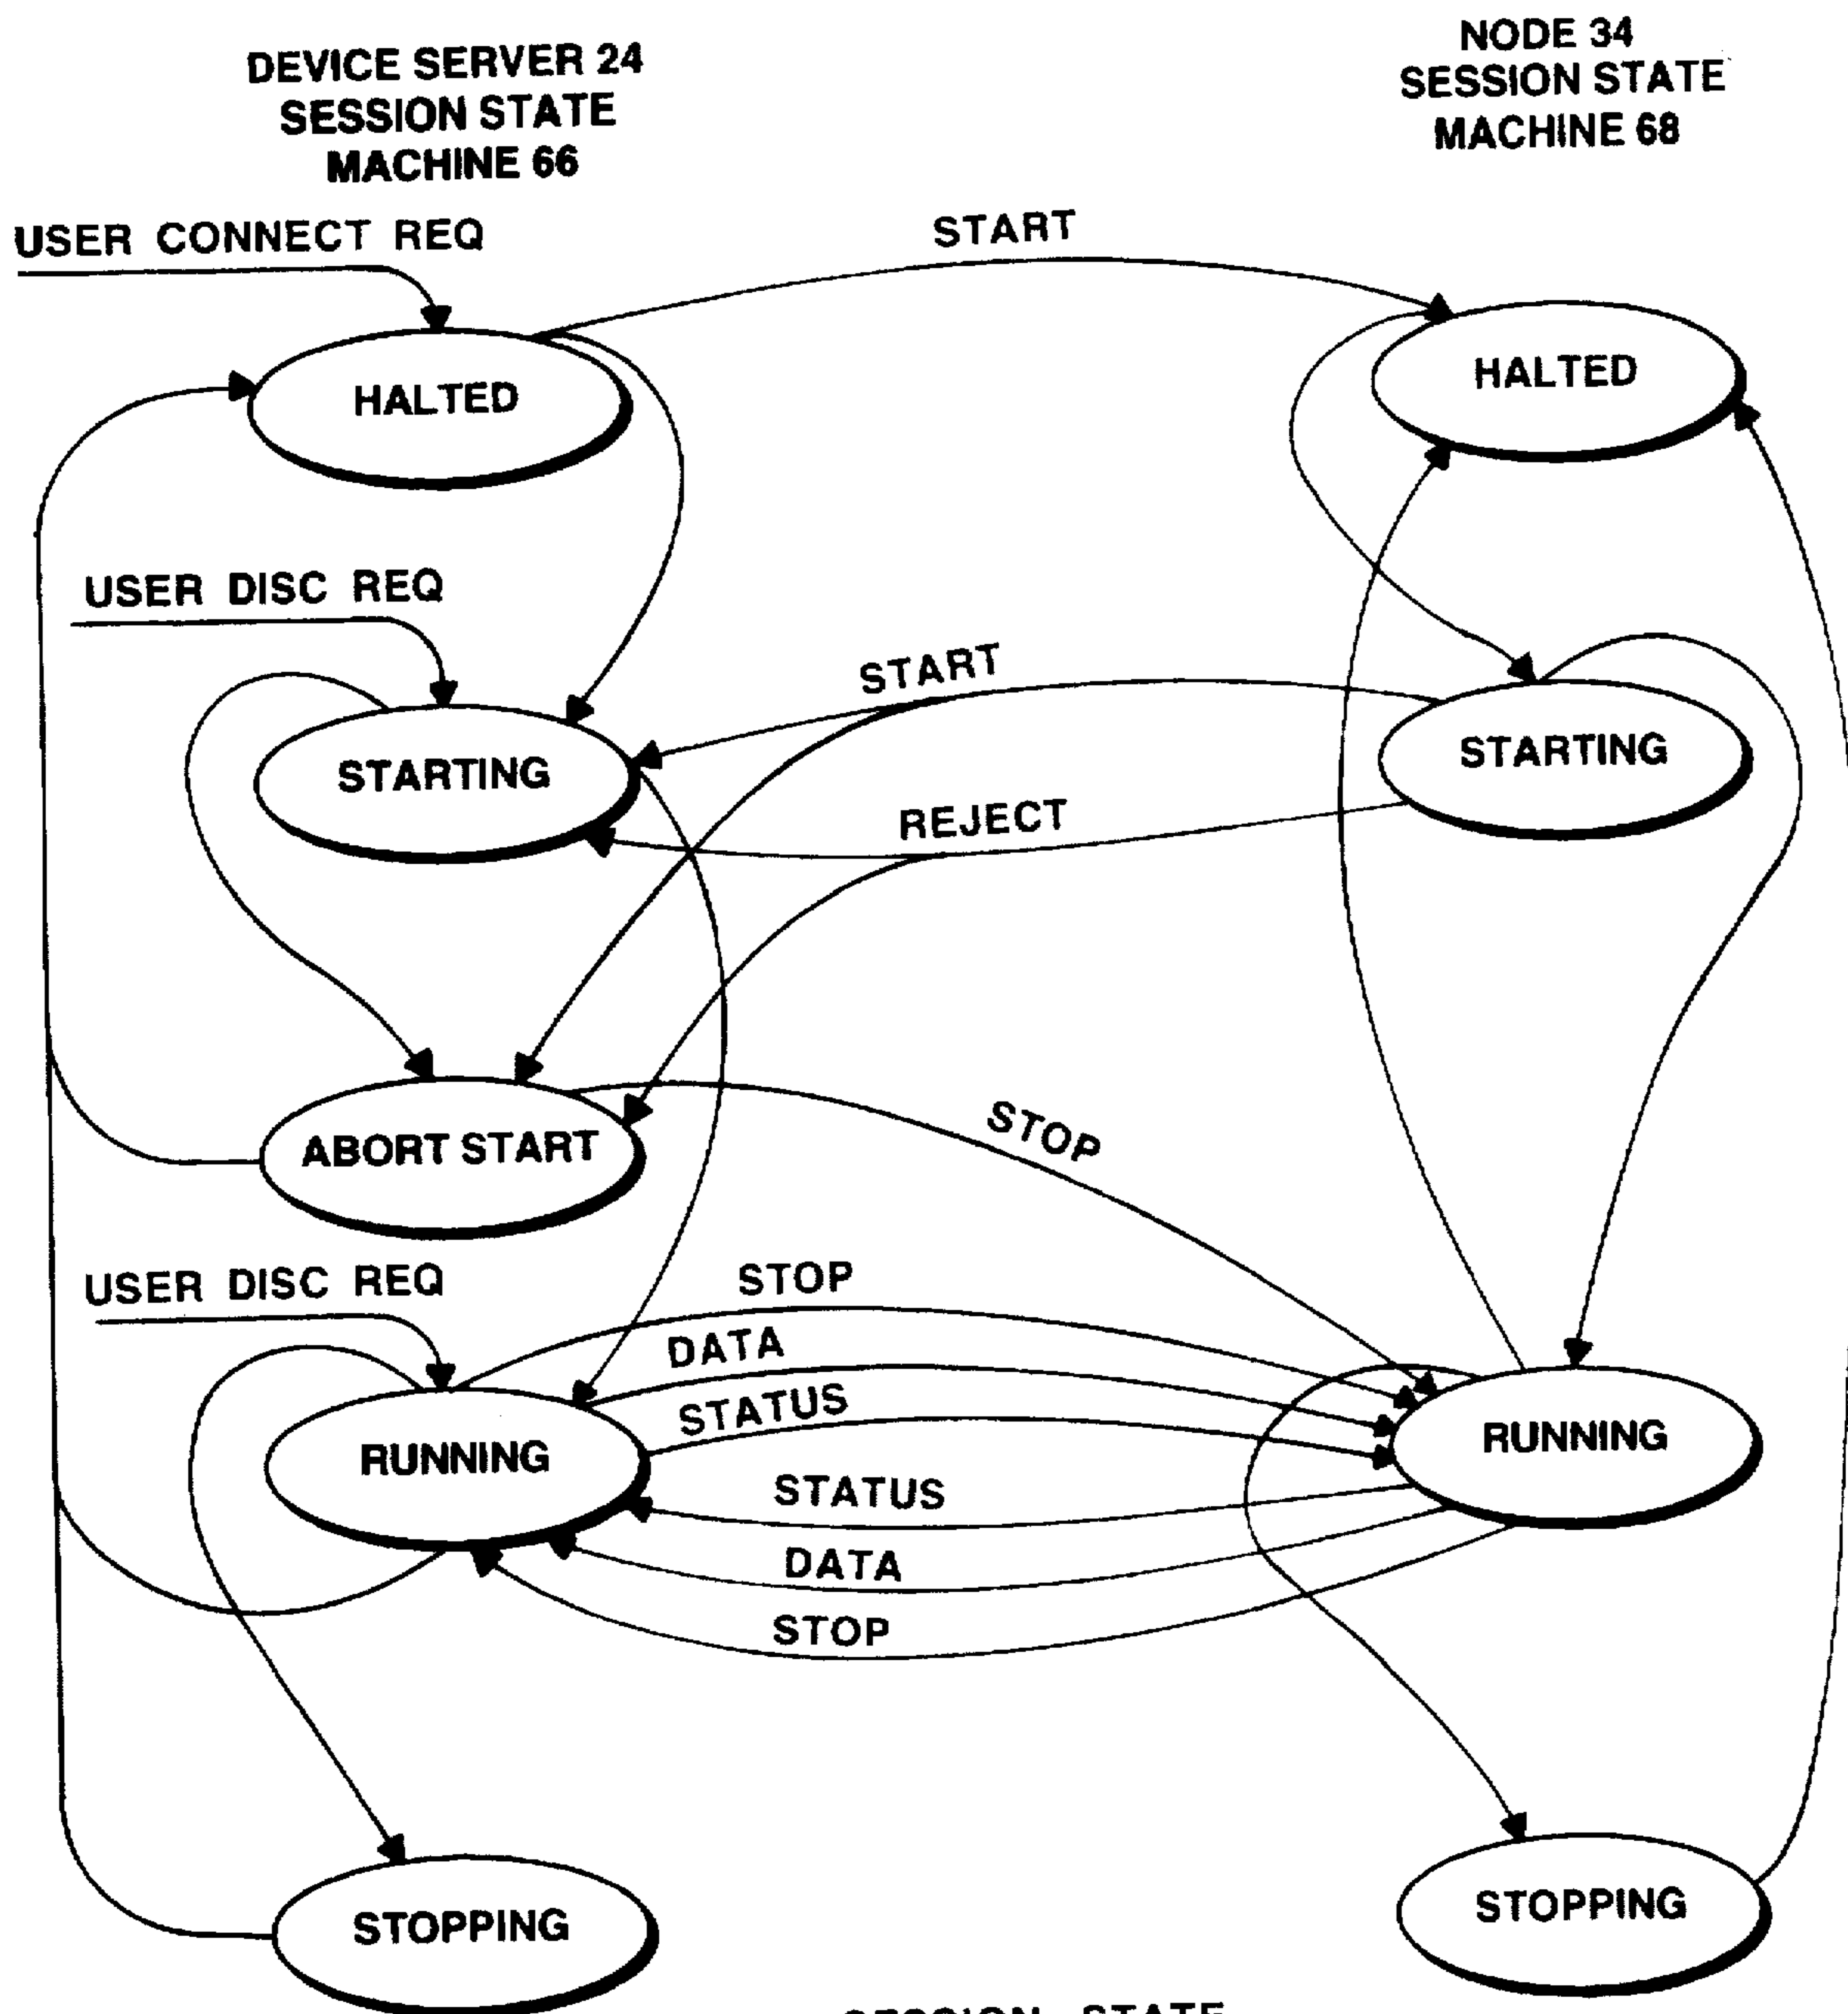 DEVICE SERVER 24
SESSION STATE
MACHINE 66
NODE 34
SESSION STATE
MACHINE 68
USER CONNECT REQ
START
HALTED
HALTED
USER DISC REQ
START
STARTING
STARTING
REJECT
ABORT START
STOP
USER DISC REQ
STOP
DATA
STATUS
RUNNING
RUNNING
STATUS
DATA
STOP
STOPPING
STOPPING
SESSION STATE